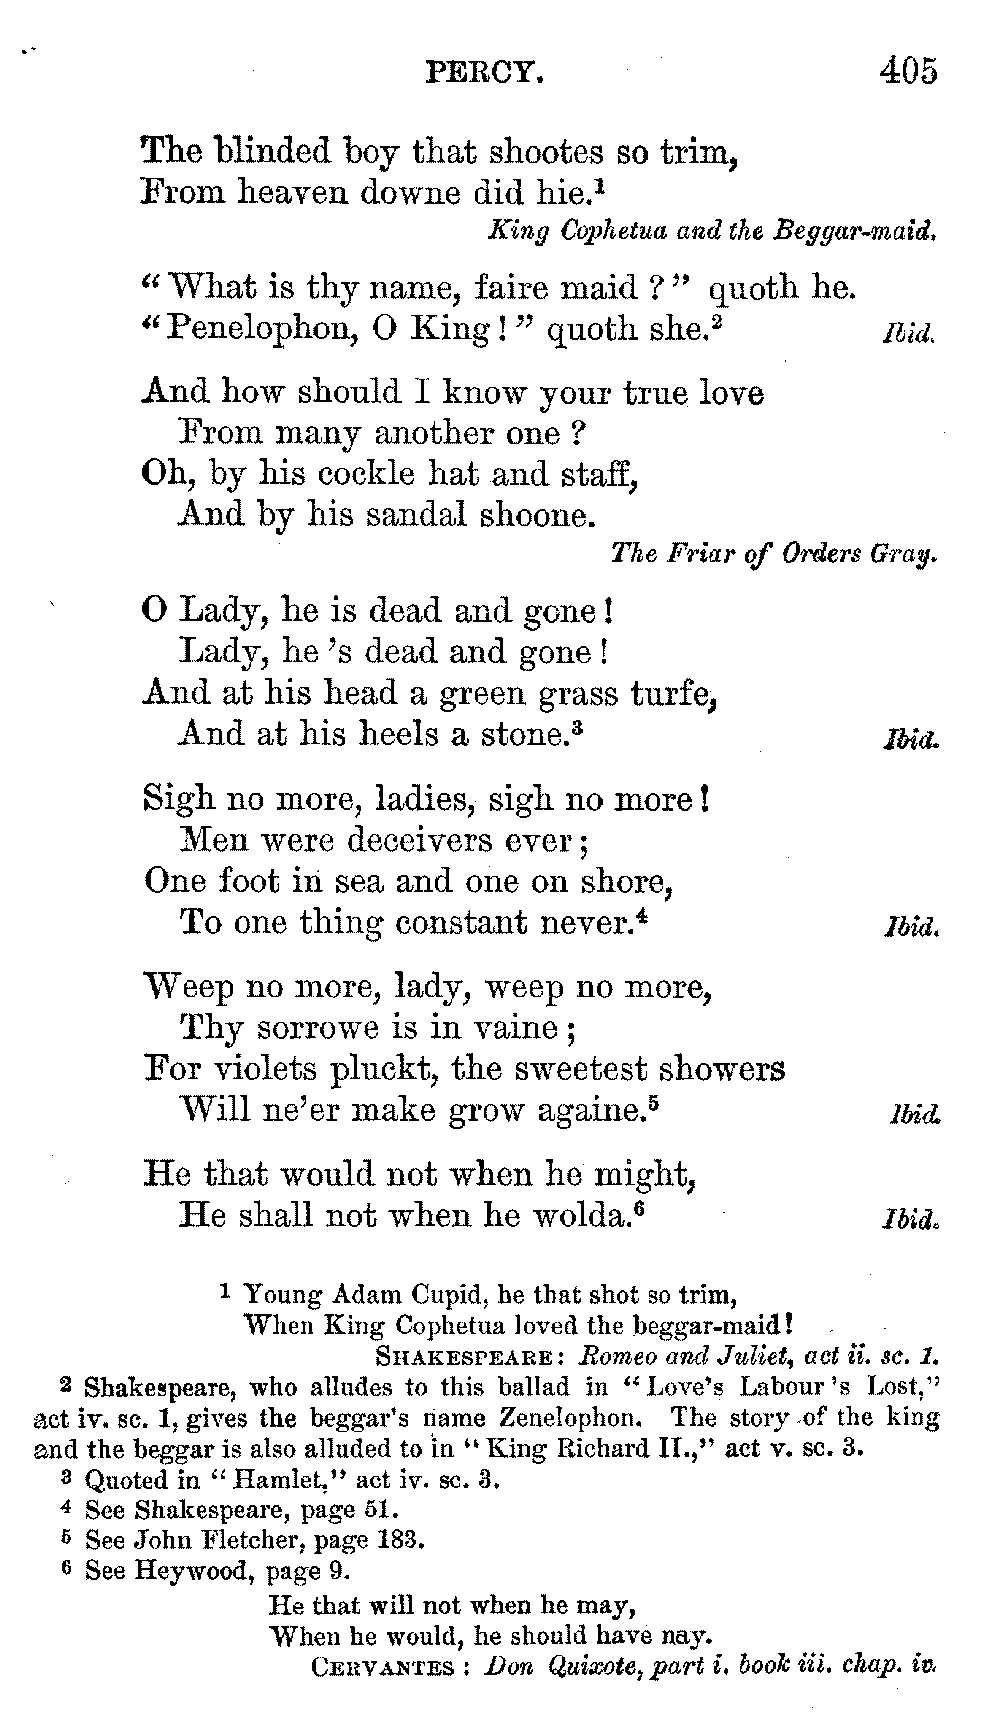 PERCY. 405
The blinded boy that shootes so trim,
From heaven downe did hie.¹
King Cophetua and the Beggar-maid.
“What is thy name, faire maid?” quoth he.
“Penelophon, O King!” quoth she.² Ibid.
And how should I know your true love
From many another one?
Oh, by his cockle hat and staff,
And by his sandal shoone.
The Friar of Orders Gray.
O Lady, he is dead and gone!
Lady, he 's dead and gone!
And at his head a green grass turfe,
And at his heels a stone.³ Ibid.
Sigh no more, ladies, sigh no more!
Men were deceivers ever;
One foot in sea and one on shore,
To one thing constant never.⁴ Ibid.
Weep no more, lady, weep no more,
Thy sorrowe is in vaine;
For violets pluckt, the sweetest showers
Will ne'er make grow againe.⁵ Ibid.
He that would not when he might,
He shall not when he wolda.⁶ Ibid.
¹ Young Adam Cupid, he that shot so trim,
When King Cophetua loved the beggar-maid!
SHAKESPEARE: Romeo and Juliet, act ii. sc. 1.
² Shakespeare, who alludes to this ballad in “Love's Labour 's Lost,”
act iv. sc. 1, gives the beggar's name Zenelophon. The story of the king
and the beggar is also alluded to in “King Richard II.,” act v. sc. 3.
³ Quoted in “Hamlet,” act iv. sc. 3.
⁴ See Shakespeare, page 51.
⁵ See John Fletcher, page 183.
⁶ See Heywood, page 9.
He that will not when he may,
When he would, he should have nay.
CERVANTES: Don Quixote, part i. book iii. chap. iv.